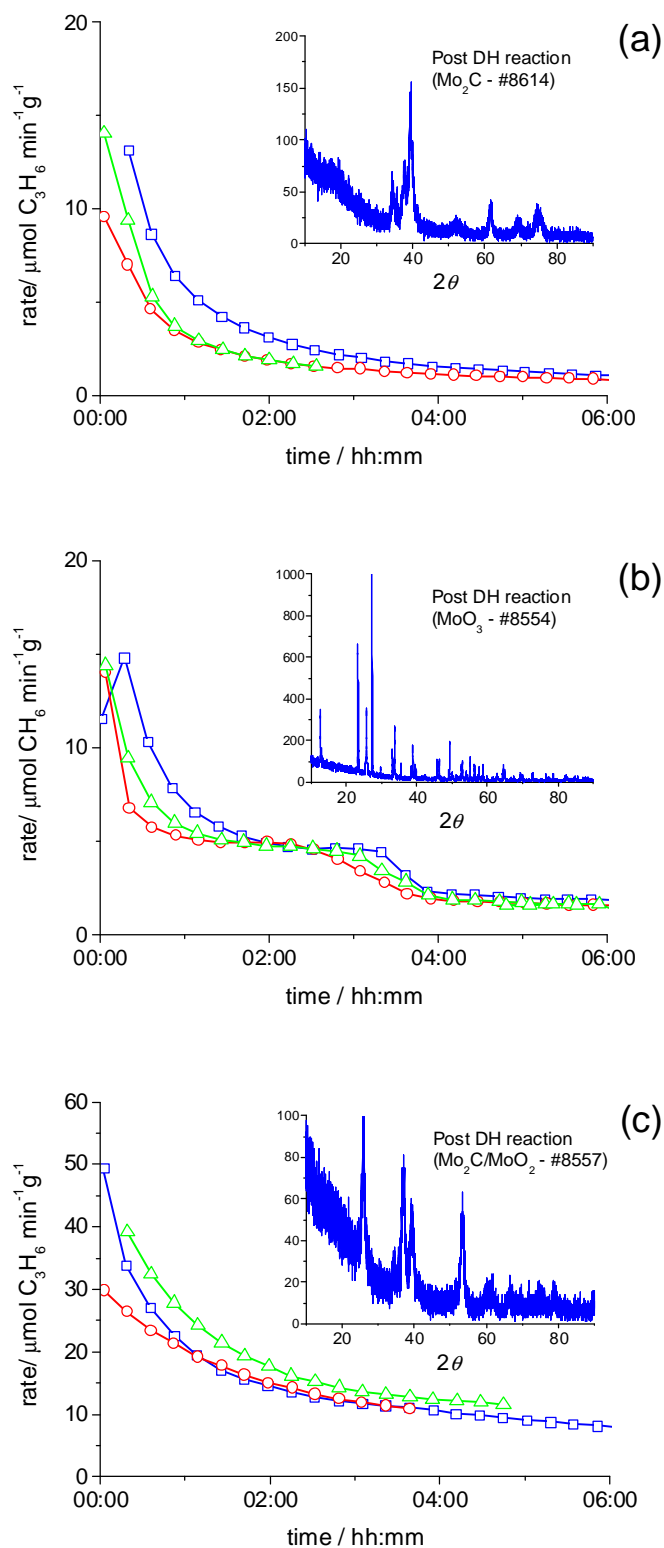 (a)
20
10
0
rate/ μmol C3H6 min-1g-1
00:00 02:00 04:00 06:00
time / hh:mm
200
150
100
50
0
20 40 60 80
2θ
Post DH reaction
(Mo2C - #8614)
(b)
20
10
0
rate/ μmol CH6 min-1g-1
00:00 02:00 04:00 06:00
time / hh:mm
1000
800
600
400
200
0
20 40 60 80
2θ
Post DH reaction
(MoO3 - #8554)
(c)
60
50
40
30
20
10
0
rate/ μmol C3H6 min-1g-1
00:00 02:00 04:00 06:00
time / hh:mm
100
80
60
40
20
0
20 40 60 80
2θ
Post DH reaction
(Mo2C/MoO2 - #8557)